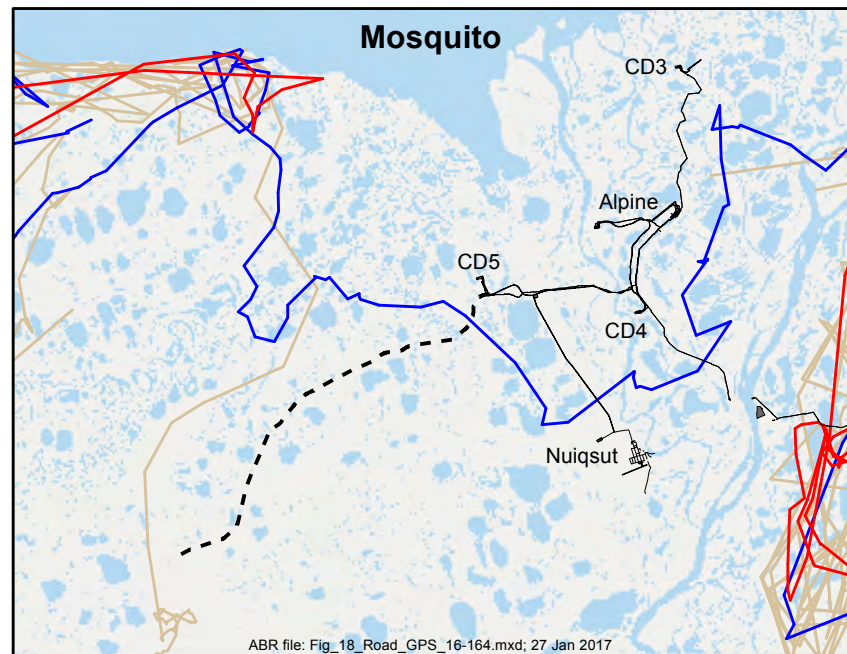 Mosquito
CD3
Alpine
CD5
CD4
Nuiqsut
ABR file: Fig_18_Road_GPS_16-164.mxd; 27 Jan 2017